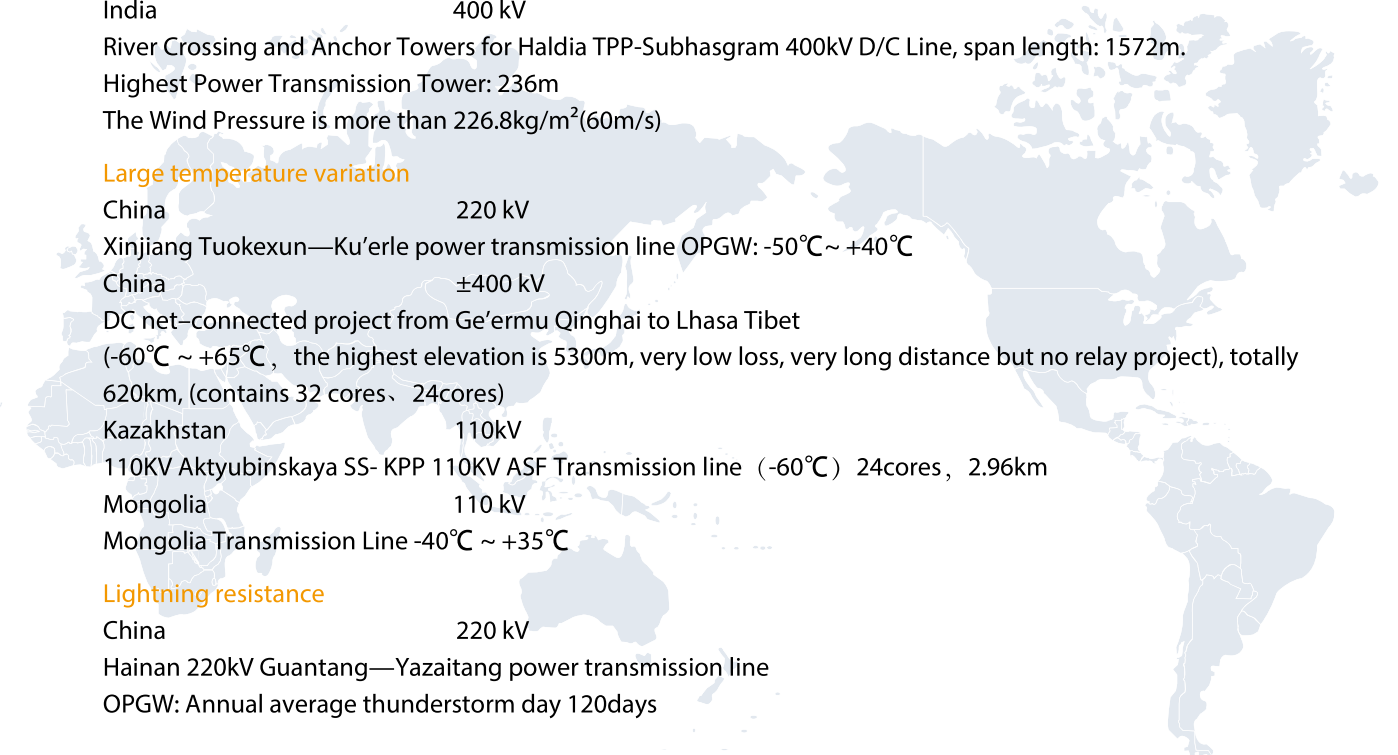 India 400 kV
River Crossing and Anchor Towers for Haldia TPP-Subhasgram 400kV D/C Line, span length: 1572m.
Highest Power Transmission Tower: 236m
The Wind Pressure is more than 226.8kg/m²(60m/s)
Large temperature variation
China 220 kV
Xinjiang Tuokexun—Ku’erle power transmission line OPGW: -50℃~ +40℃
China ±400 kV
DC net–connected project from Ge’ermu Qinghai to Lhasa Tibet
(-60℃ ~ +65℃，the highest elevation is 5300m, very low loss, very long distance but no relay project), totally
620km, (contains 32 cores、24cores)
Kazakhstan 110kV
110KV Aktyubinskaya SS- KPP 110KV ASF Transmission line（-60℃）24cores，2.96km
Mongolia 110 kV
Mongolia Transmission Line -40℃ ~ +35℃
Lightning resistance
China 220 kV
Hainan 220kV Guantang—Yazaitang power transmission line
OPGW: Annual average thunderstorm day 120days